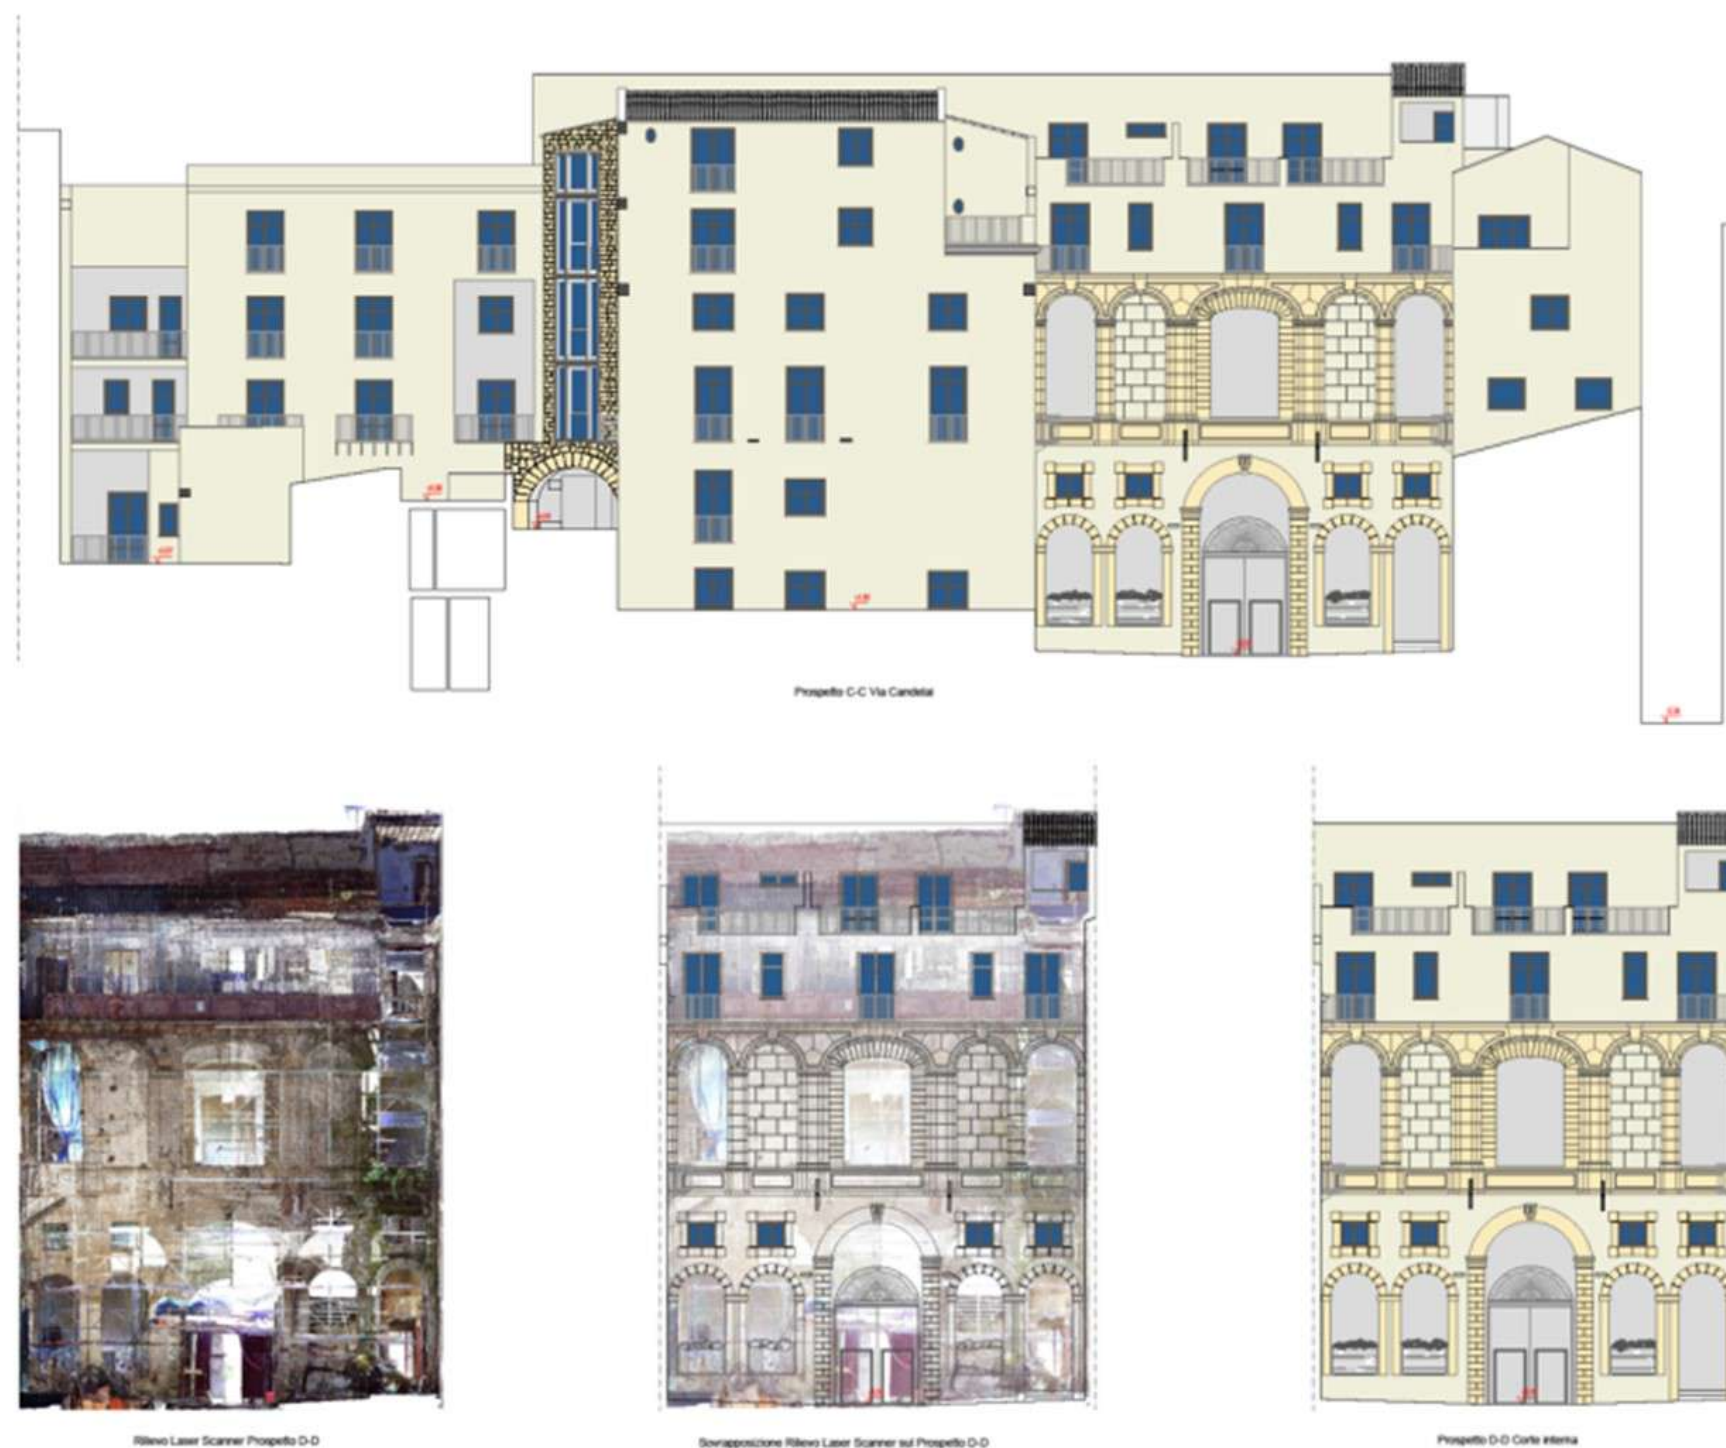 Prospetto C-C Via Candelai
Rilievo Laser Scanner Prospetto D-D
Sovrapposizione Rilievo Laser Scanner sul Prospetto D-D
Prospetto D-D Corte interna